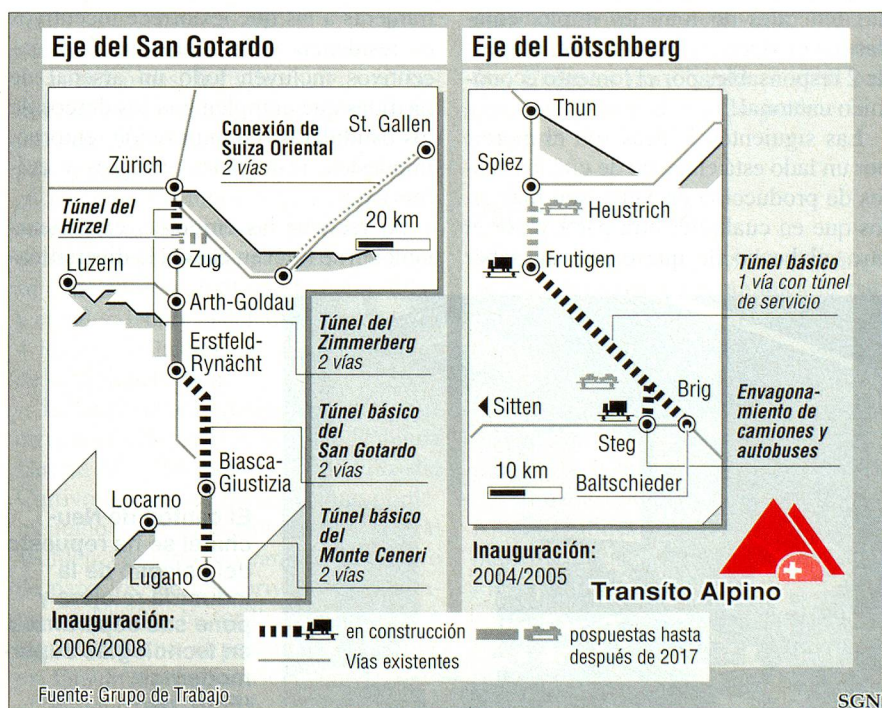 Eje del San Gotardo
Conexión de
Suiza Oriental
2 vías
St. Gallen
Zürich
Túnel del
Hirzel
20 km
Luzern
Zug
Arth-Goldau
Erstfeld-
Rynächt
Túnel del
Zimmerberg
2 vías
Túnel básico
del
San Gotardo
2 vías
Biasca-
Giustizia
Locarno
Túnel básico
del
Monte Ceneri
2 vías
Lugano
Inauguración:
2006/2008
Eje del Lötschberg
Thun
Spiez
Heustrich
Frutigen
Túnel básico
1 vía con túnel
de servicio
Sitten
Brig
Steg
Envagona-
miento de
camiones y
autobuses
10 km
Baltschieder
Inauguración:
2004/2005
Transíto Alpino
en construcción
Vías existentes
pospuestas hasta
después de 2017
Fuente: Grupo de Trabajo
SGN